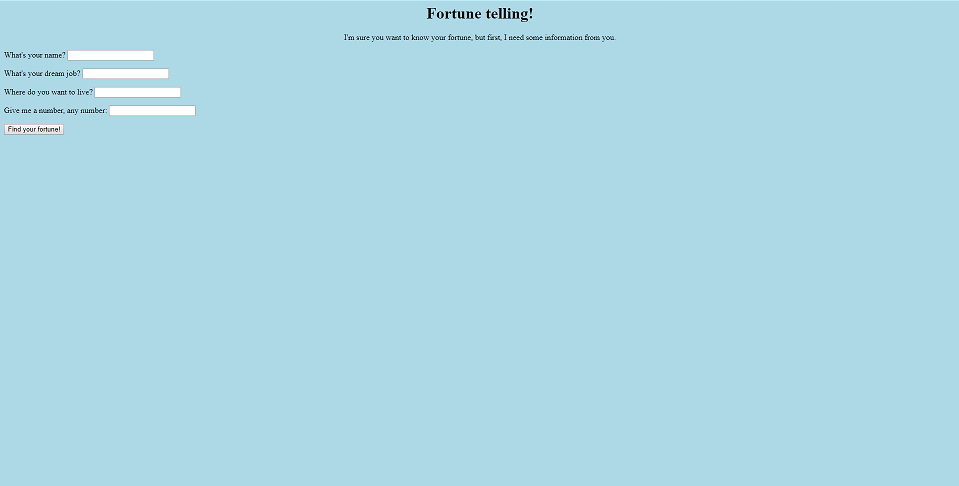 Fortune telling!
I'm sure you want to know your fortune, but first, I need some information from you.
What's your name?
What's your dream job?
Where do you want to live?
Give me a number, any number:
Find your fortune!